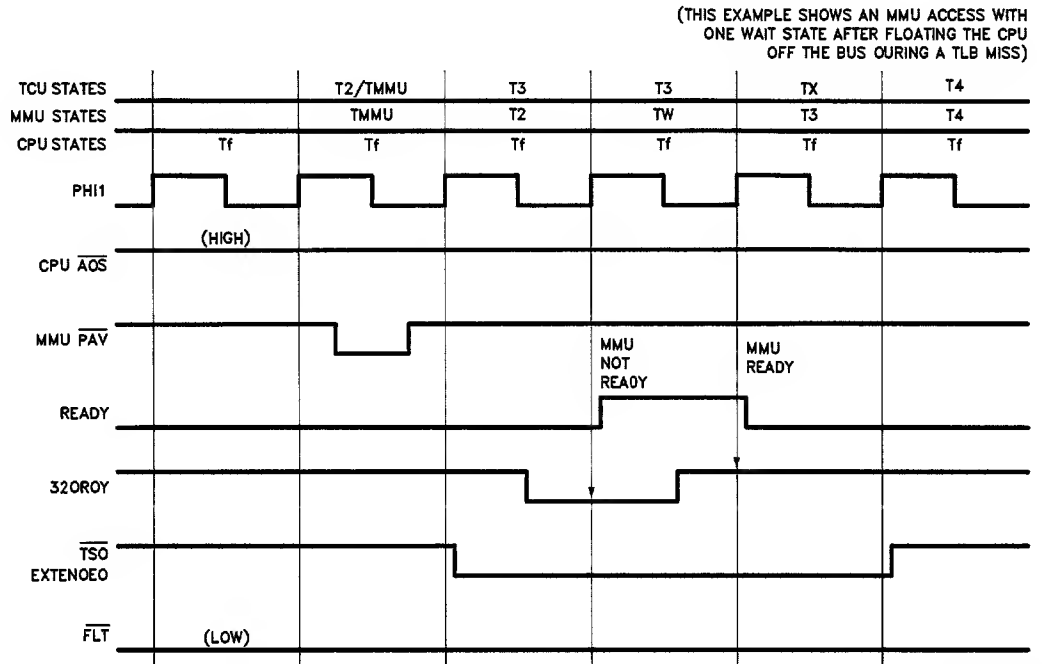 (THIS EXAMPLE SHOWS AN MMU ACCESS WITH
ONE WAIT STATE AFTER FLOATING THE CPU
OFF THE BUS OURING A TLB MISS)
TCU STATES T2/TMMU T3 T3 TX T4
MMU STATES TMMU T2 TW T3 T4
CPU STATES Tf Tf Tf Tf Tf Tf
PHI1
(HIGH)
CPU AOS
MMU PAV
MMU
NOT
REAOY
MMU
READY
READY
32OROY
TSO
EXTENOEO
FLT (LOW)